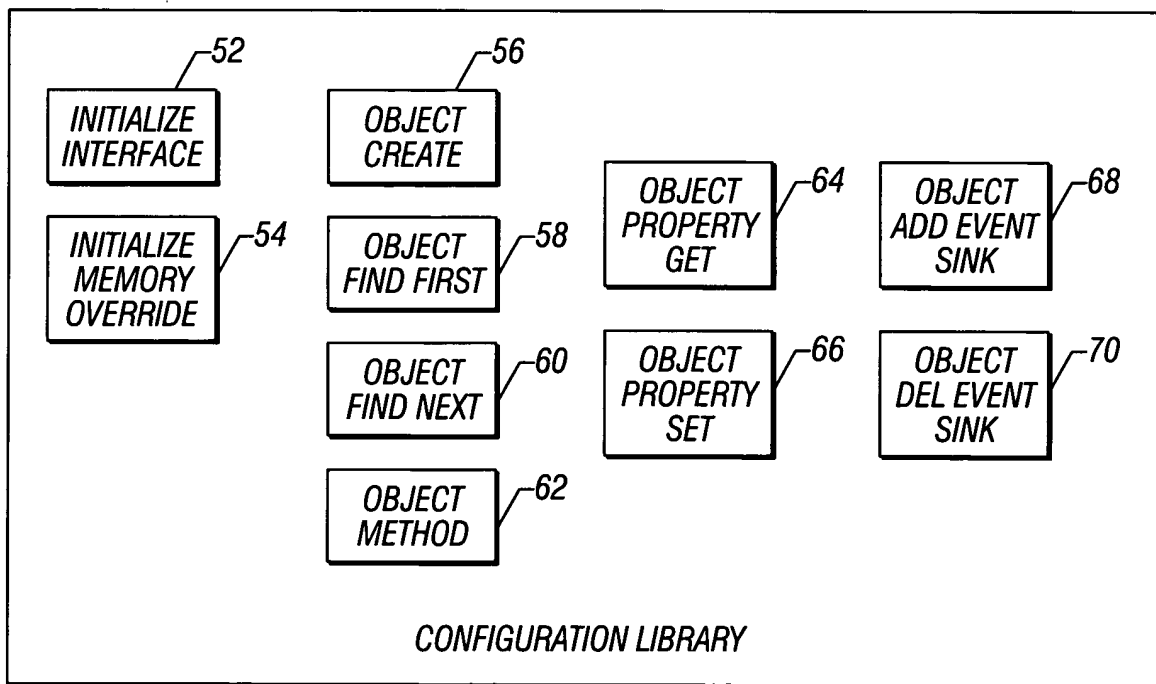 52
INITIALIZE
INTERFACE
54
INITIALIZE
MEMORY
OVERRIDE
56
OBJECT
CREATE
58
OBJECT
FIND FIRST
60
OBJECT
FIND NEXT
62
OBJECT
METHOD
64
OBJECT
PROPERTY
GET
66
OBJECT
PROPERTY
SET
68
OBJECT
ADD EVENT
SINK
70
OBJECT
DEL EVENT
SINK
CONFIGURATION LIBRARY